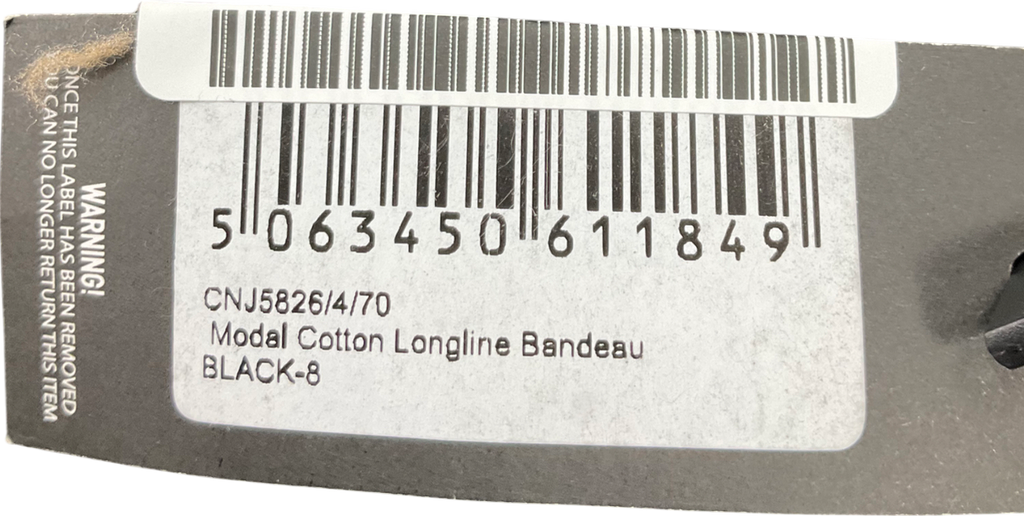 5 063450 611849
CNJ5826/4/70
Modal Cotton Longline Bandeau
BLACK-8
WARNING!
ONCE THIS LABEL HAS BEEN REMOVED
YOU CAN NO LONGER RETURN THIS ITEM